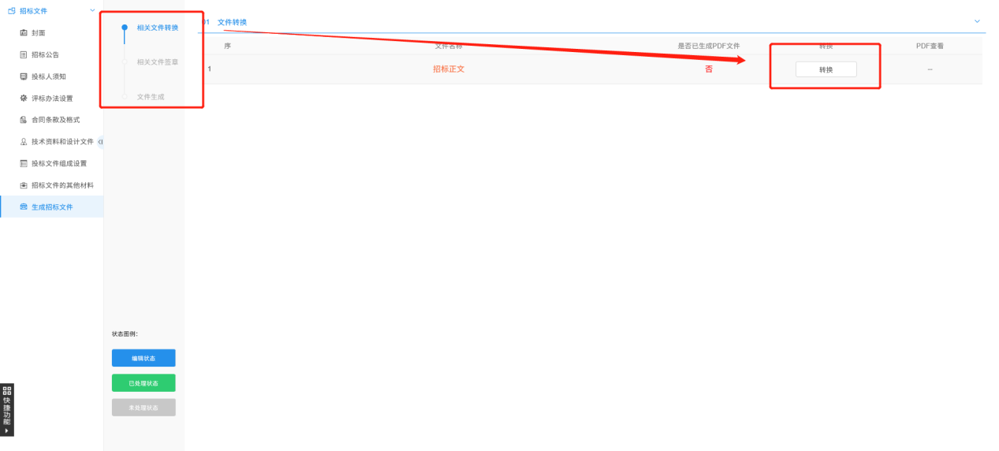 招标文件
封面
招标公告
投标人须知
评标办法设置
合同条款及格式
技术资料和设计文件
投标文件组成设置
招标文件的其他材料
生成招标文件
快捷功能
相关文件转换
相关文件签章
文件生成
状态图例:
编辑状态
已处理状态
未处理状态
01 文件转换
序 文件名称 是否已生成PDF文件 转换 PDF查看
1 招标正文 否 转换 --